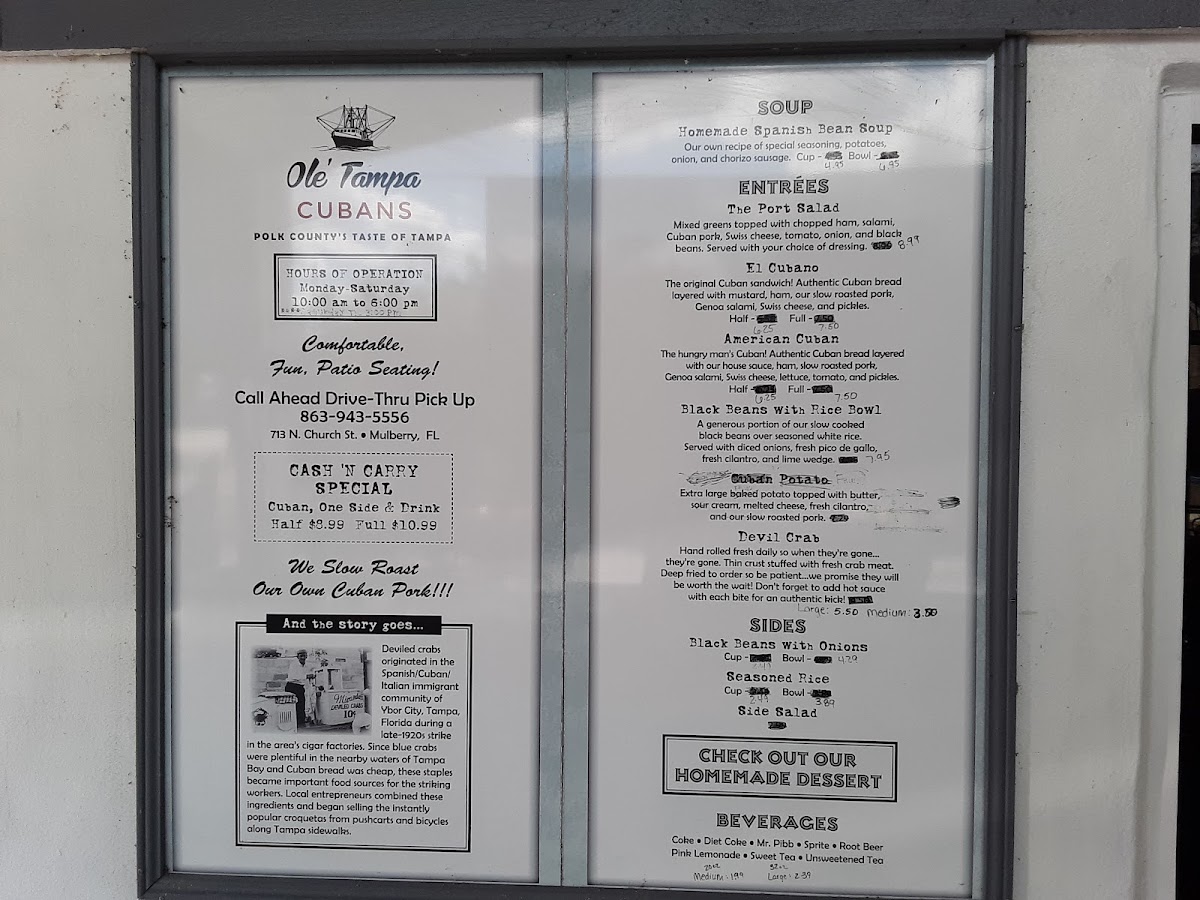 Olé Tampa
CUBANS
POLK COUNTY'S TASTE OF TAMPA
HOURS OF OPERATION
Monday-Saturday
10:00 am to 6:00 pm
Comfortable,
Fun, Patio Seating!
Call Ahead Drive-Thru Pick Up
863-943-5556
713 N. Church St. • Mulberry, FL
CASH 'N CARRY
SPECIAL
Cuban, One Side & Drink
Half $8.99 Full $10.99
We Slow Roast
Our Own Cuban Pork!!!
And the story goes...
DEVILED CRABS
10¢
Deviled crabs
originated in the
Spanish/Cuban/
Italian immigrant
community of
Ybor City, Tampa,
Florida during a
late-1920s strike
in the area's cigar factories. Since blue crabs
were plentiful in the nearby waters of Tampa
Bay and Cuban bread was cheap, these staples
became important food sources for the striking
workers. Local entrepreneurs combined these
ingredients and began selling the instantly
popular croquetas from pushcarts and bicycles
along Tampa sidewalks.
SOUP
Homemade Spanish Bean Soup
Our own recipe of special seasoning, potatoes,
onion, and chorizo sausage. Cup - Bowl -
4.95 6.95
ENTRÉES
The Port Salad
Mixed greens topped with chopped ham, salami,
Cuban pork, Swiss cheese, tomato, onion, and black
beans. Served with your choice of dressing. 8.99
El Cubano
The original Cuban sandwich! Authentic Cuban bread
layered with mustard, ham, our slow roasted pork,
Genoa salami, Swiss cheese, and pickles.
Half - Full -
6.25 7.50
American Cuban
The hungry man's Cuban! Authentic Cuban bread layered
with our house sauce, ham, slow roasted pork,
Genoa salami, Swiss cheese, lettuce, tomato, and pickles.
Half - Full -
6.25 7.50
Black Beans with Rice Bowl
A generous portion of our slow cooked
black beans over seasoned white rice.
Served with diced onions, fresh pico de gallo,
fresh cilantro, and lime wedge. 7.95
Cuban Potato
Extra large baked potato topped with butter,
sour cream, melted cheese, fresh cilantro,
and our slow roasted pork.
Devil Crab
Hand rolled fresh daily so when they're gone...
they're gone. Thin crust stuffed with fresh crab meat.
Deep fried to order so be patient...we promise they will
be worth the wait! Don't forget to add hot sauce
with each bite for an authentic kick!
Large: 5.50 medium: 3.50
SIDES
Black Beans With Onions
Cup - Bowl - 4.29
2.49
Seasoned Rice
Cup - Bowl -
2.49 3.89
Side Salad
CHECK OUT OUR
HOMEMADE DESSERT
BEVERAGES
Coke • Diet Coke • Mr. Pibb • Sprite • Root Beer
Pink Lemonade • Sweet Tea • Unsweetened Tea
20oz 32oz
Medium: 1.99 Large: 2.39